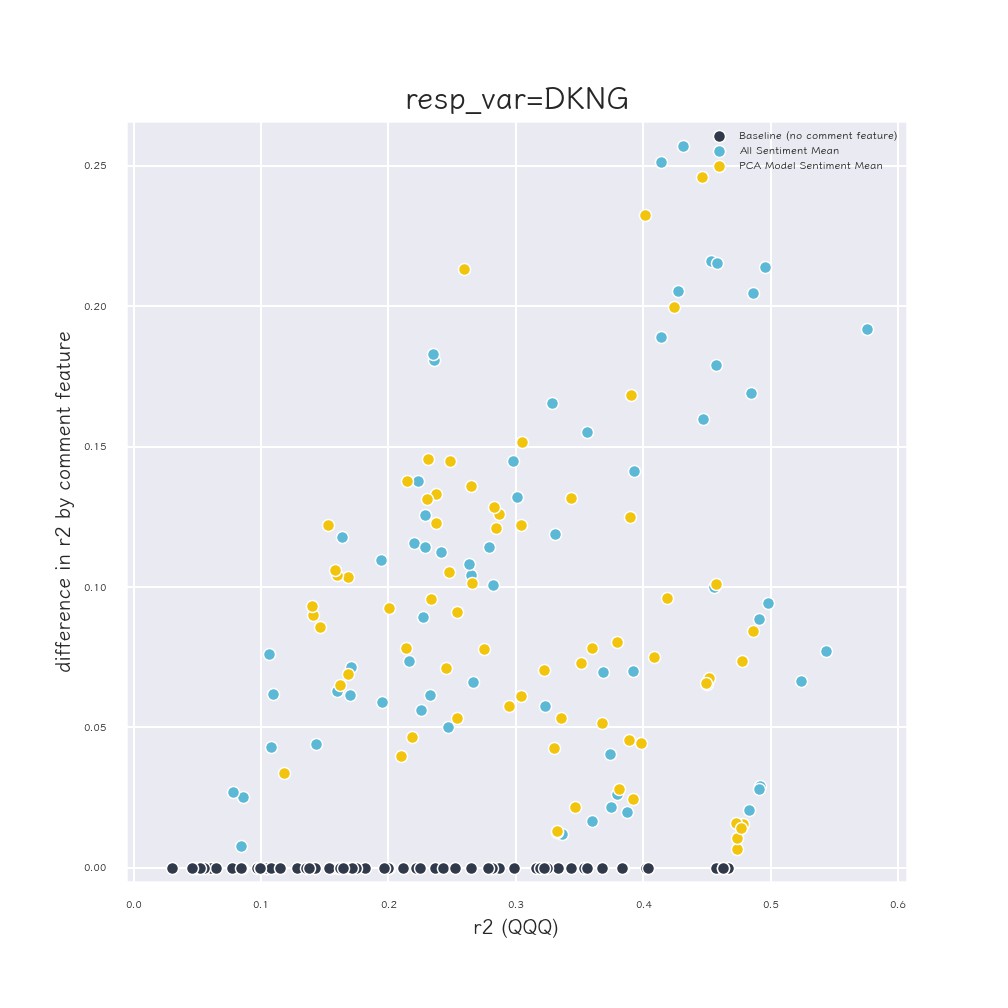 resp_var=DKNG
Baseline (no comment feature)
All Sentiment Mean
PCA Model Sentiment Mean
difference in r2 by comment feature
0.25
0.20
0.15
0.10
0.05
0.00
0.0 0.1 0.2 0.3 0.4 0.5 0.6
r2 (QQQ)